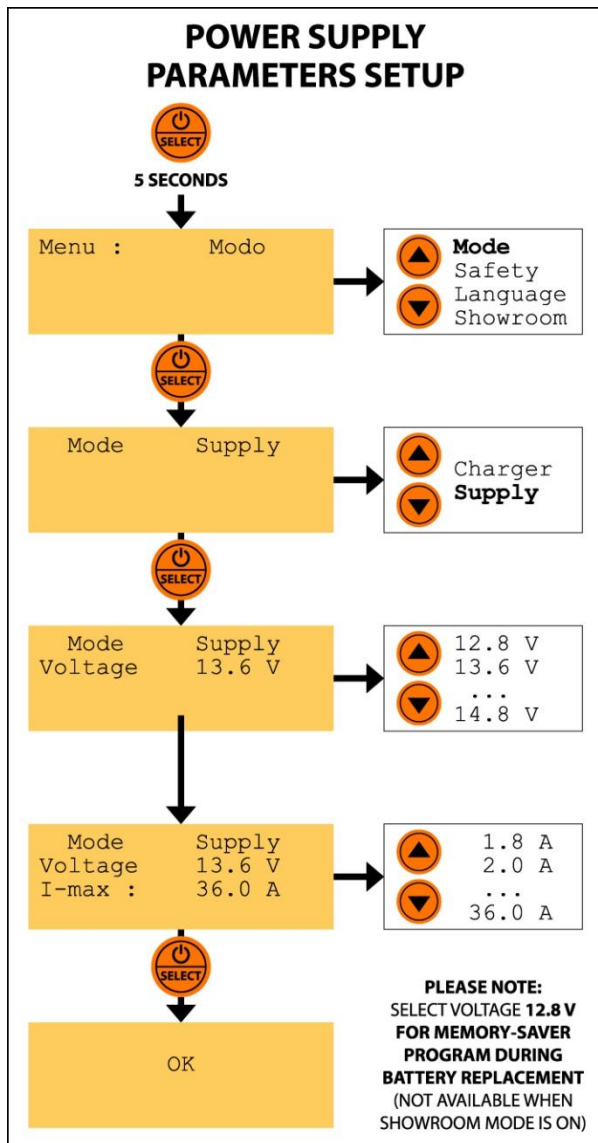 POWER SUPPLY
PARAMETERS SETUP
SELECT
5 SECONDS
Menu : Modo
Mode
Safety
Language
Showroom
SELECT
Mode Supply
Charger
Supply
SELECT
Mode Supply
Voltage 13.6 V
12.8 V
13.6 V
...
14.8 V
Mode Supply
Voltage 13.6 V
I-max : 36.0 A
1.8 A
2.0 A
...
36.0 A
SELECT
OK
PLEASE NOTE:
SELECT VOLTAGE 12.8 V
FOR MEMORY-SAVER
PROGRAM DURING
BATTERY REPLACEMENT
(NOT AVAILABLE WHEN
SHOWROOM MODE IS ON)